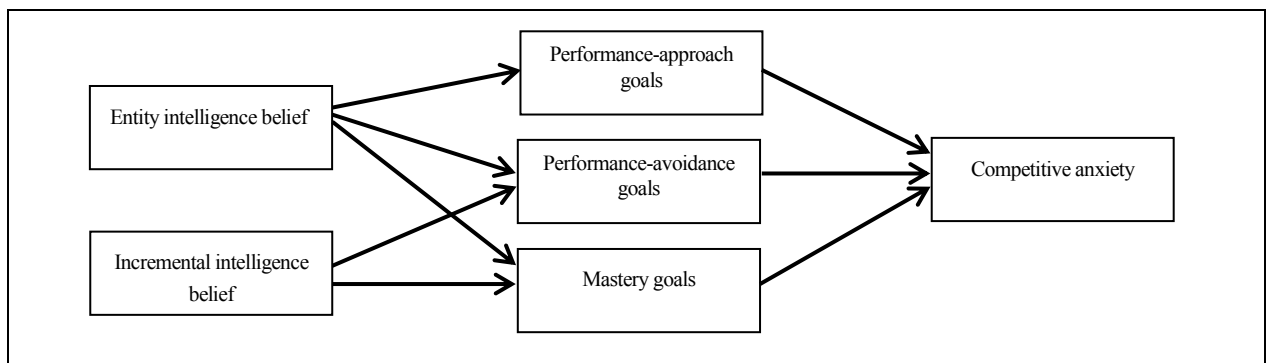 Performance-approach
goals
Entity intelligence belief
Performance-avoidance
goals
Competitive anxiety
Incremental intelligence
belief
Mastery goals